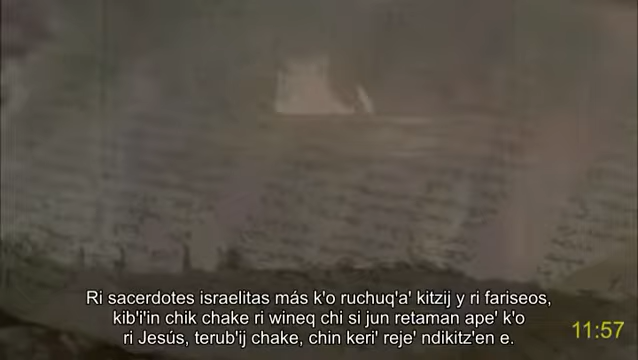 Ri sacerdotes israelitas más k'o ruchuq'a' kitzij y ri fariseos,
kib'i'in chik chake ri wineq chi si jun retaman ape' k'o
ri Jesús, terub'ij chake, chin keri' reje' ndikitz'en e.
11:57